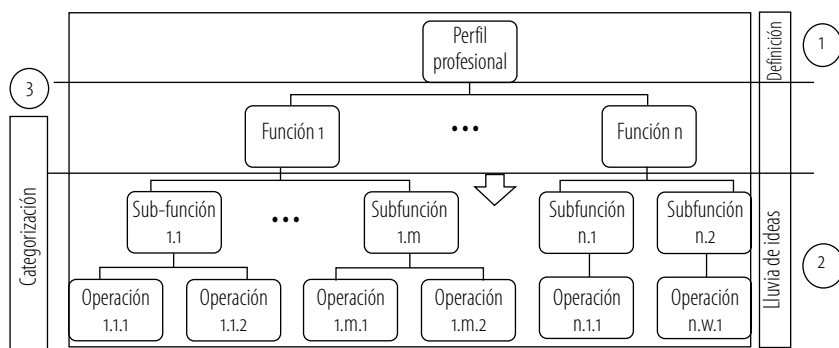 Perfil
profesional
Definición
1
3
Función 1
•••
Función n
Categorización
Sub-función
1.1
•••
Subfunción
1.m
Subfunción
n.1
Subfunción
n.2
Lluvia de ideas
2
Operación
1.1.1
Operación
1.1.2
Operación
1.m.1
Operación
1.m.2
Operación
n.1.1
Operación
n.w.1